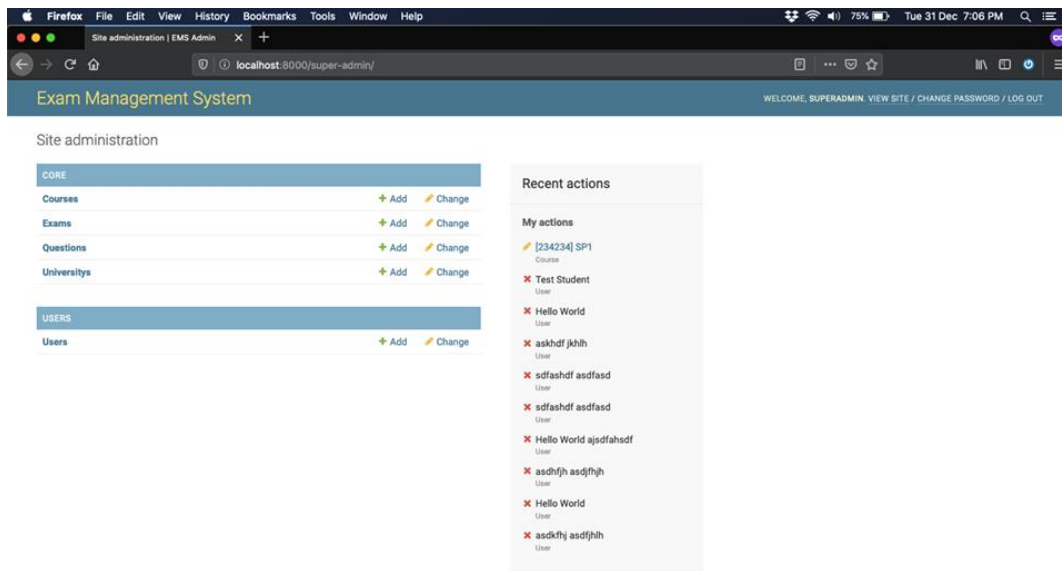 Firefox File Edit View History Bookmarks Tools Window Help 75% Tue 31 Dec 7:06 PM
Site administration | EMS Admin
localhost:8000/super-admin/
Exam Management System WELCOME, SUPERADMIN. VIEW SITE / CHANGE PASSWORD / LOG OUT
Site administration
CORE
Courses Add Change
Exams Add Change
Questions Add Change
Universitys Add Change
USERS
Users Add Change
Recent actions
My actions
[234234] SP1
Course
Test Student
User
Hello World
User
askhdf jkhlh
User
sdfashdf asdfasd
User
sdfashdf asdfasd
User
Hello World ajsdfahsdf
User
asdhfjh asdjfhjh
User
Hello World
User
asdkfhj asdfjhlh
User